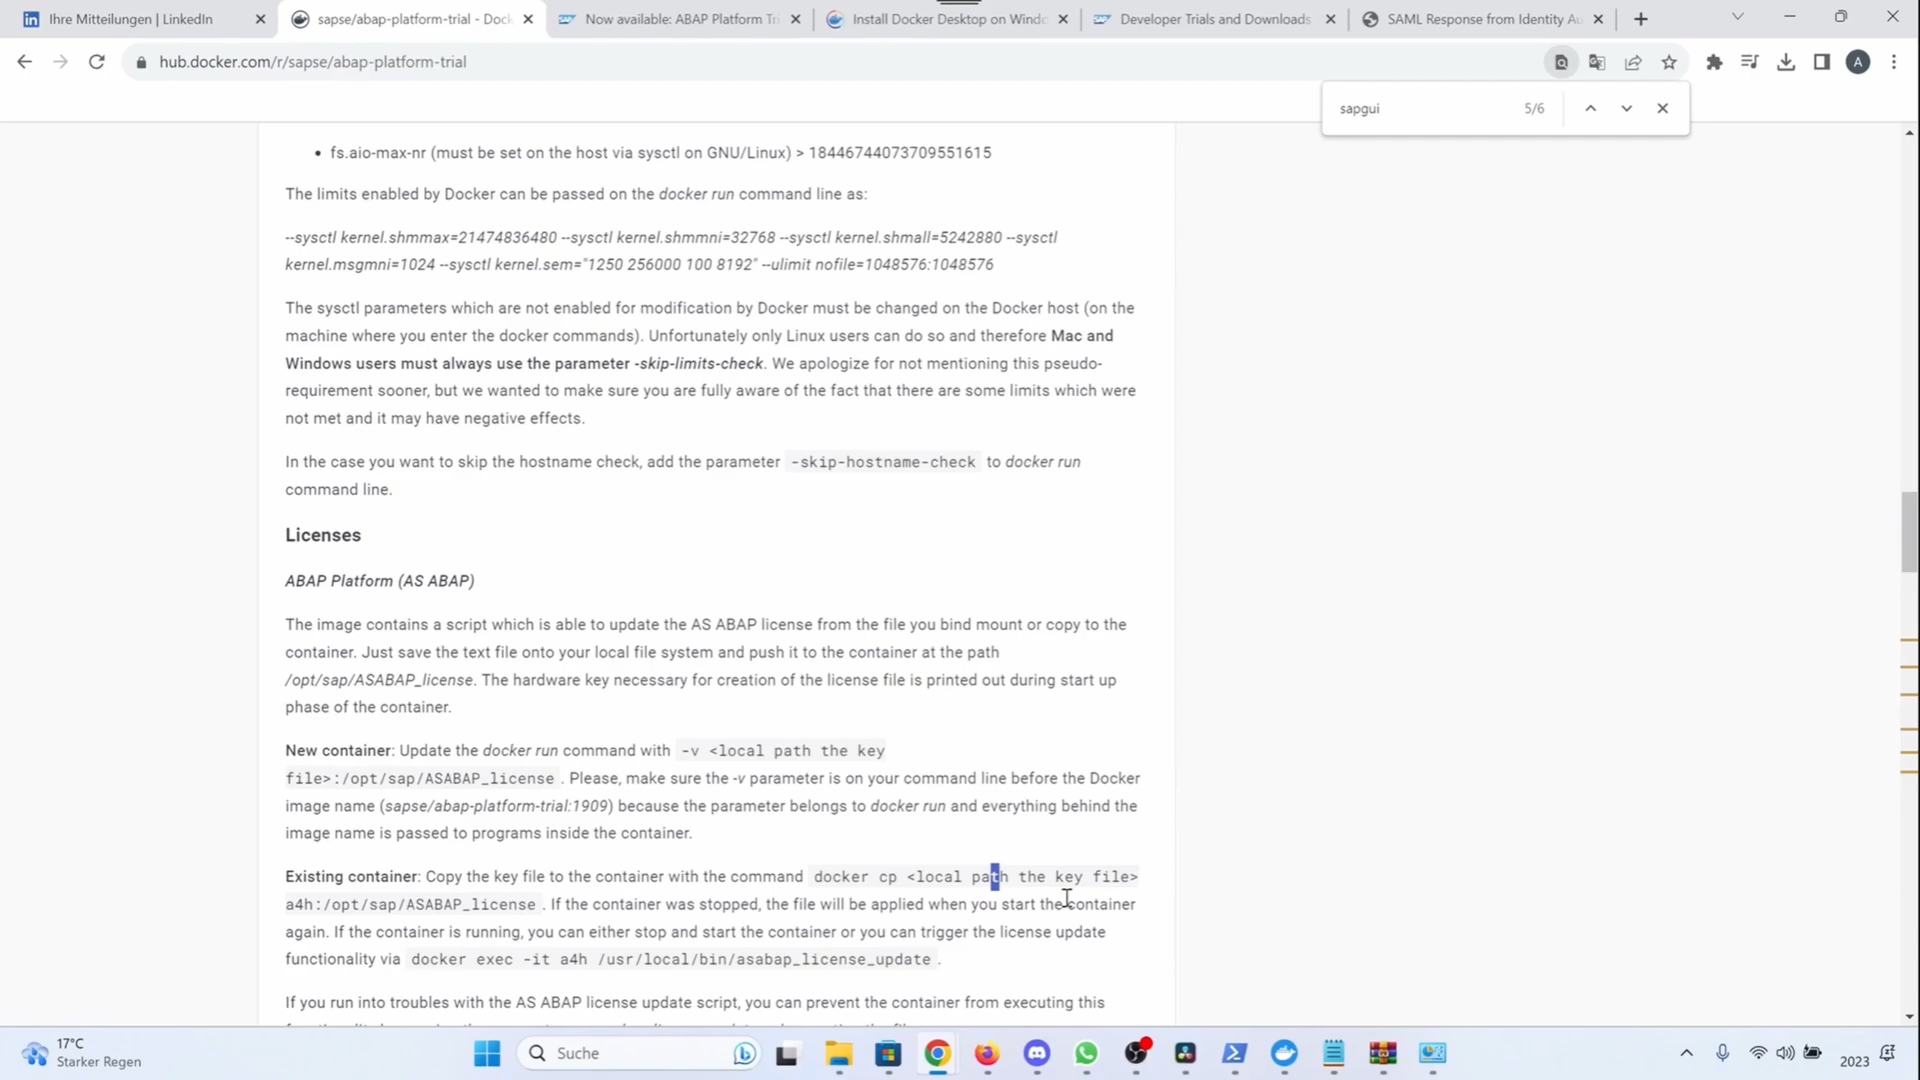 Ihre Mitteilungen | LinkedIn
sapse/abap-platform-trial - Dock
Now available: ABAP Platform Tri
Install Docker Desktop on Windo
Developer Trials and Downloads
SAML Response from Identity Au
hub.docker.com/r/sapse/abap-platform-trial
A
sapgui 5/6
• fs.aio-max-nr (must be set on the host via sysctl on GNU/Linux) > 18446744073709551615
The limits enabled by Docker can be passed on the docker run command line as:
--sysctl kernel.shmmax=21474836480 --sysctl kernel.shmmni=32768 --sysctl kernel.shmall=5242880 --sysctl
kernel.msgmni=1024 --sysctl kernel.sem="1250 256000 100 8192" --ulimit nofile=1048576:1048576
The sysctl parameters which are not enabled for modification by Docker must be changed on the Docker host (on the
machine where you enter the docker commands). Unfortunately only Linux users can do so and therefore Mac and
Windows users must always use the parameter -skip-limits-check. We apologize for not mentioning this pseudo-
requirement sooner, but we wanted to make sure you are fully aware of the fact that there are some limits which were
not met and it may have negative effects.
In the case you want to skip the hostname check, add the parameter -skip-hostname-check to docker run
command line.
Licenses
ABAP Platform (AS ABAP)
The image contains a script which is able to update the AS ABAP license from the file you bind mount or copy to the
container. Just save the text file onto your local file system and push it to the container at the path
/opt/sap/ASABAP_license. The hardware key necessary for creation of the license file is printed out during start up
phase of the container.
New container: Update the docker run command with -v <local path the key
file>:/opt/sap/ASABAP_license . Please, make sure the -v parameter is on your command line before the Docker
image name (sapse/abap-platform-trial:1909) because the parameter belongs to docker run and everything behind the
image name is passed to programs inside the container.
Existing container: Copy the key file to the container with the command docker cp <local path the key file>
a4h:/opt/sap/ASABAP_license . If the container was stopped, the file will be applied when you start the container
again. If the container is running, you can either stop and start the container or you can trigger the license update
functionality via docker exec -it a4h /usr/local/bin/asabap_license_update .
If you run into troubles with the AS ABAP license update script, you can prevent the container from executing this
17°C
Starker Regen
Suche
2023